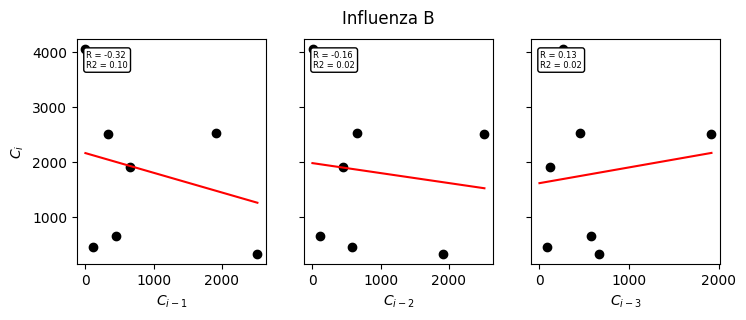 Influenza B
R = -0.32
R2 = 0.10
R = -0.16
R2 = 0.02
R = 0.13
R2 = 0.02
4000
3000
2000
1000
C_i
0 1000 2000
0 1000 2000
0 1000 2000
C_{i-1}
C_{i-2}
C_{i-3}